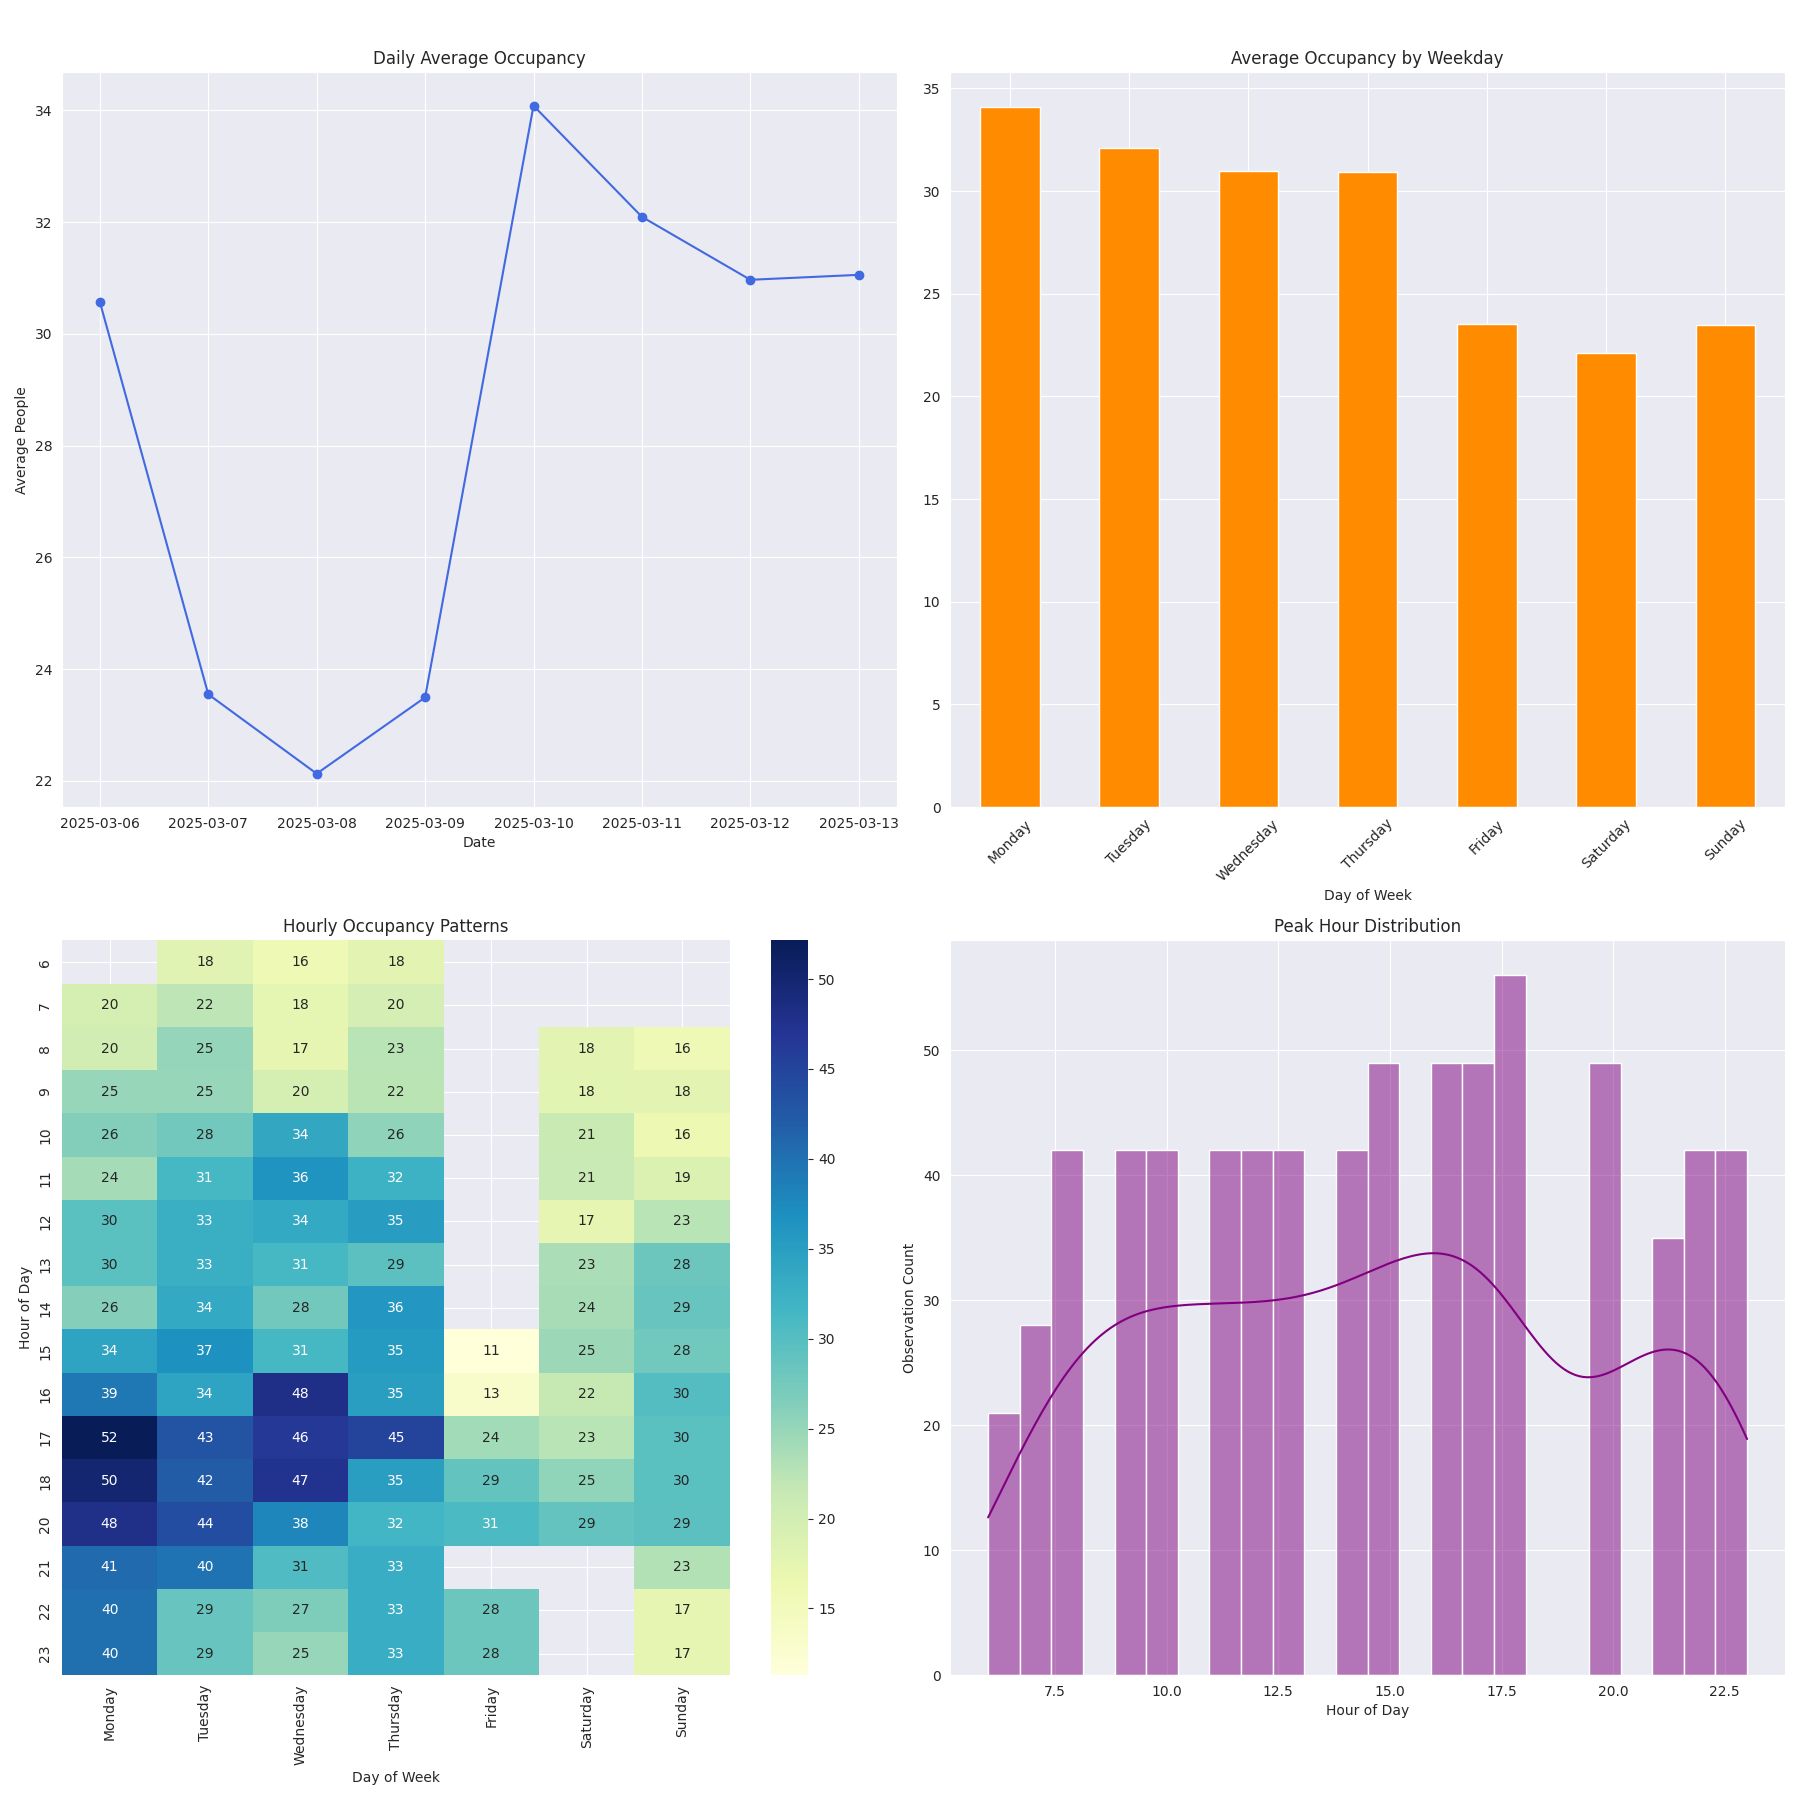 Daily Average Occupancy
34
32
30
28
26
24
22
Average People
2025-03-06 2025-03-07 2025-03-08 2025-03-09 2025-03-10 2025-03-11 2025-03-12 2025-03-13
Date
Average Occupancy by Weekday
35
30
25
20
15
10
5
0
Monday Tuesday Wednesday Thursday Friday Saturday Sunday
Day of Week
Hourly Occupancy Patterns
Hour of Day
6 18 16 18
7 20 22 18 20
8 20 25 17 23 18 16
9 25 25 20 22 18 18
10 26 28 34 26 21 16
11 24 31 36 32 21 19
12 30 33 34 35 17 23
13 30 33 31 29 23 28
14 26 34 28 36 24 29
15 34 37 31 35 11 25 28
16 39 34 48 35 13 22 30
17 52 43 46 45 24 23 30
18 50 42 47 35 29 25 30
20 48 44 38 32 31 29 29
21 41 40 31 33 23
22 40 29 27 33 28 17
23 40 29 25 33 28 17
Monday Tuesday Wednesday Thursday Friday Saturday Sunday
Day of Week
50
45
40
35
30
25
20
15
Peak Hour Distribution
Observation Count
50
40
30
20
10
0
7.5 10.0 12.5 15.0 17.5 20.0 22.5
Hour of Day